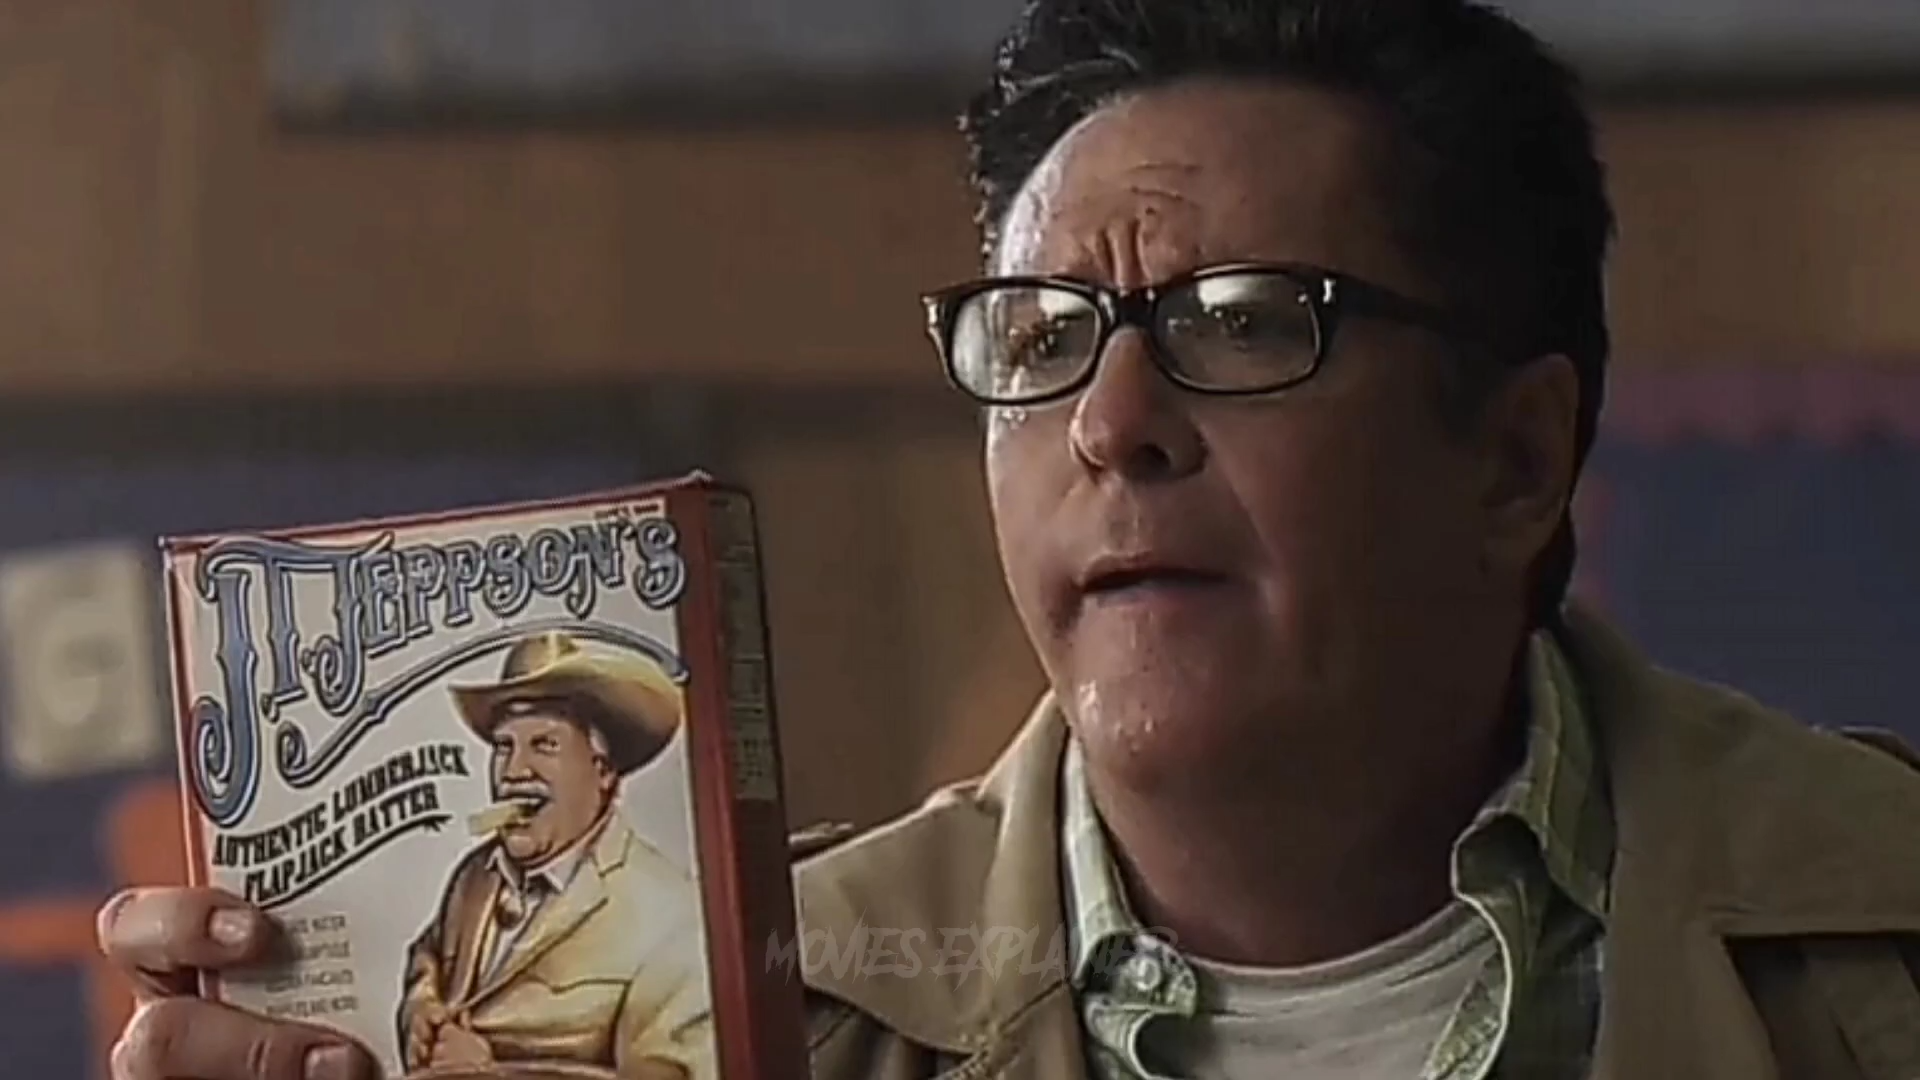 J.T. JEPPSON'S
AUTHENTIC LUMBERJACK
FLAPJACK BATTER
MOVIES EXPLAINED